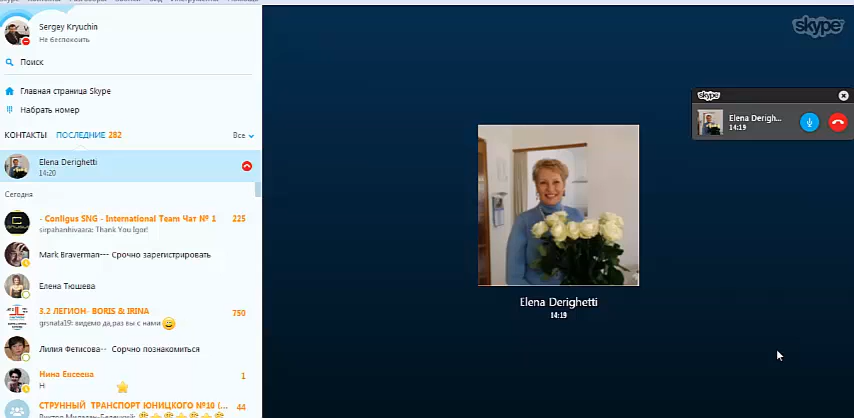 Sergey Kryuchin
Не беспокоить
Поиск
Главная страница Skype
Набрать номер
КОНТАКТЫ ПОСЛЕДНИЕ 282
Все
Elena Derighetti
14:20
Сегодня
- Conligus SNG - International Team Чат № 1 225
sirpahanhivaara: Thank You Igor!
Mark Braverman--- Срочно зарегистрировать
Елена Тюшева
3.2 ЛЕГИОН- BORIS & IRINA 750
grsnata19: видемо да,раз вы с нами
Лилия Фетисова-- Сорчно познакомиться
Нина Евсеева 1
Н
СТРУННЫЙ ТРАНСПОРТ ЮНИЦКОГО №10 (... 44
skype
skype
Elena Derigh...
14:19
Elena Derighetti
14:19